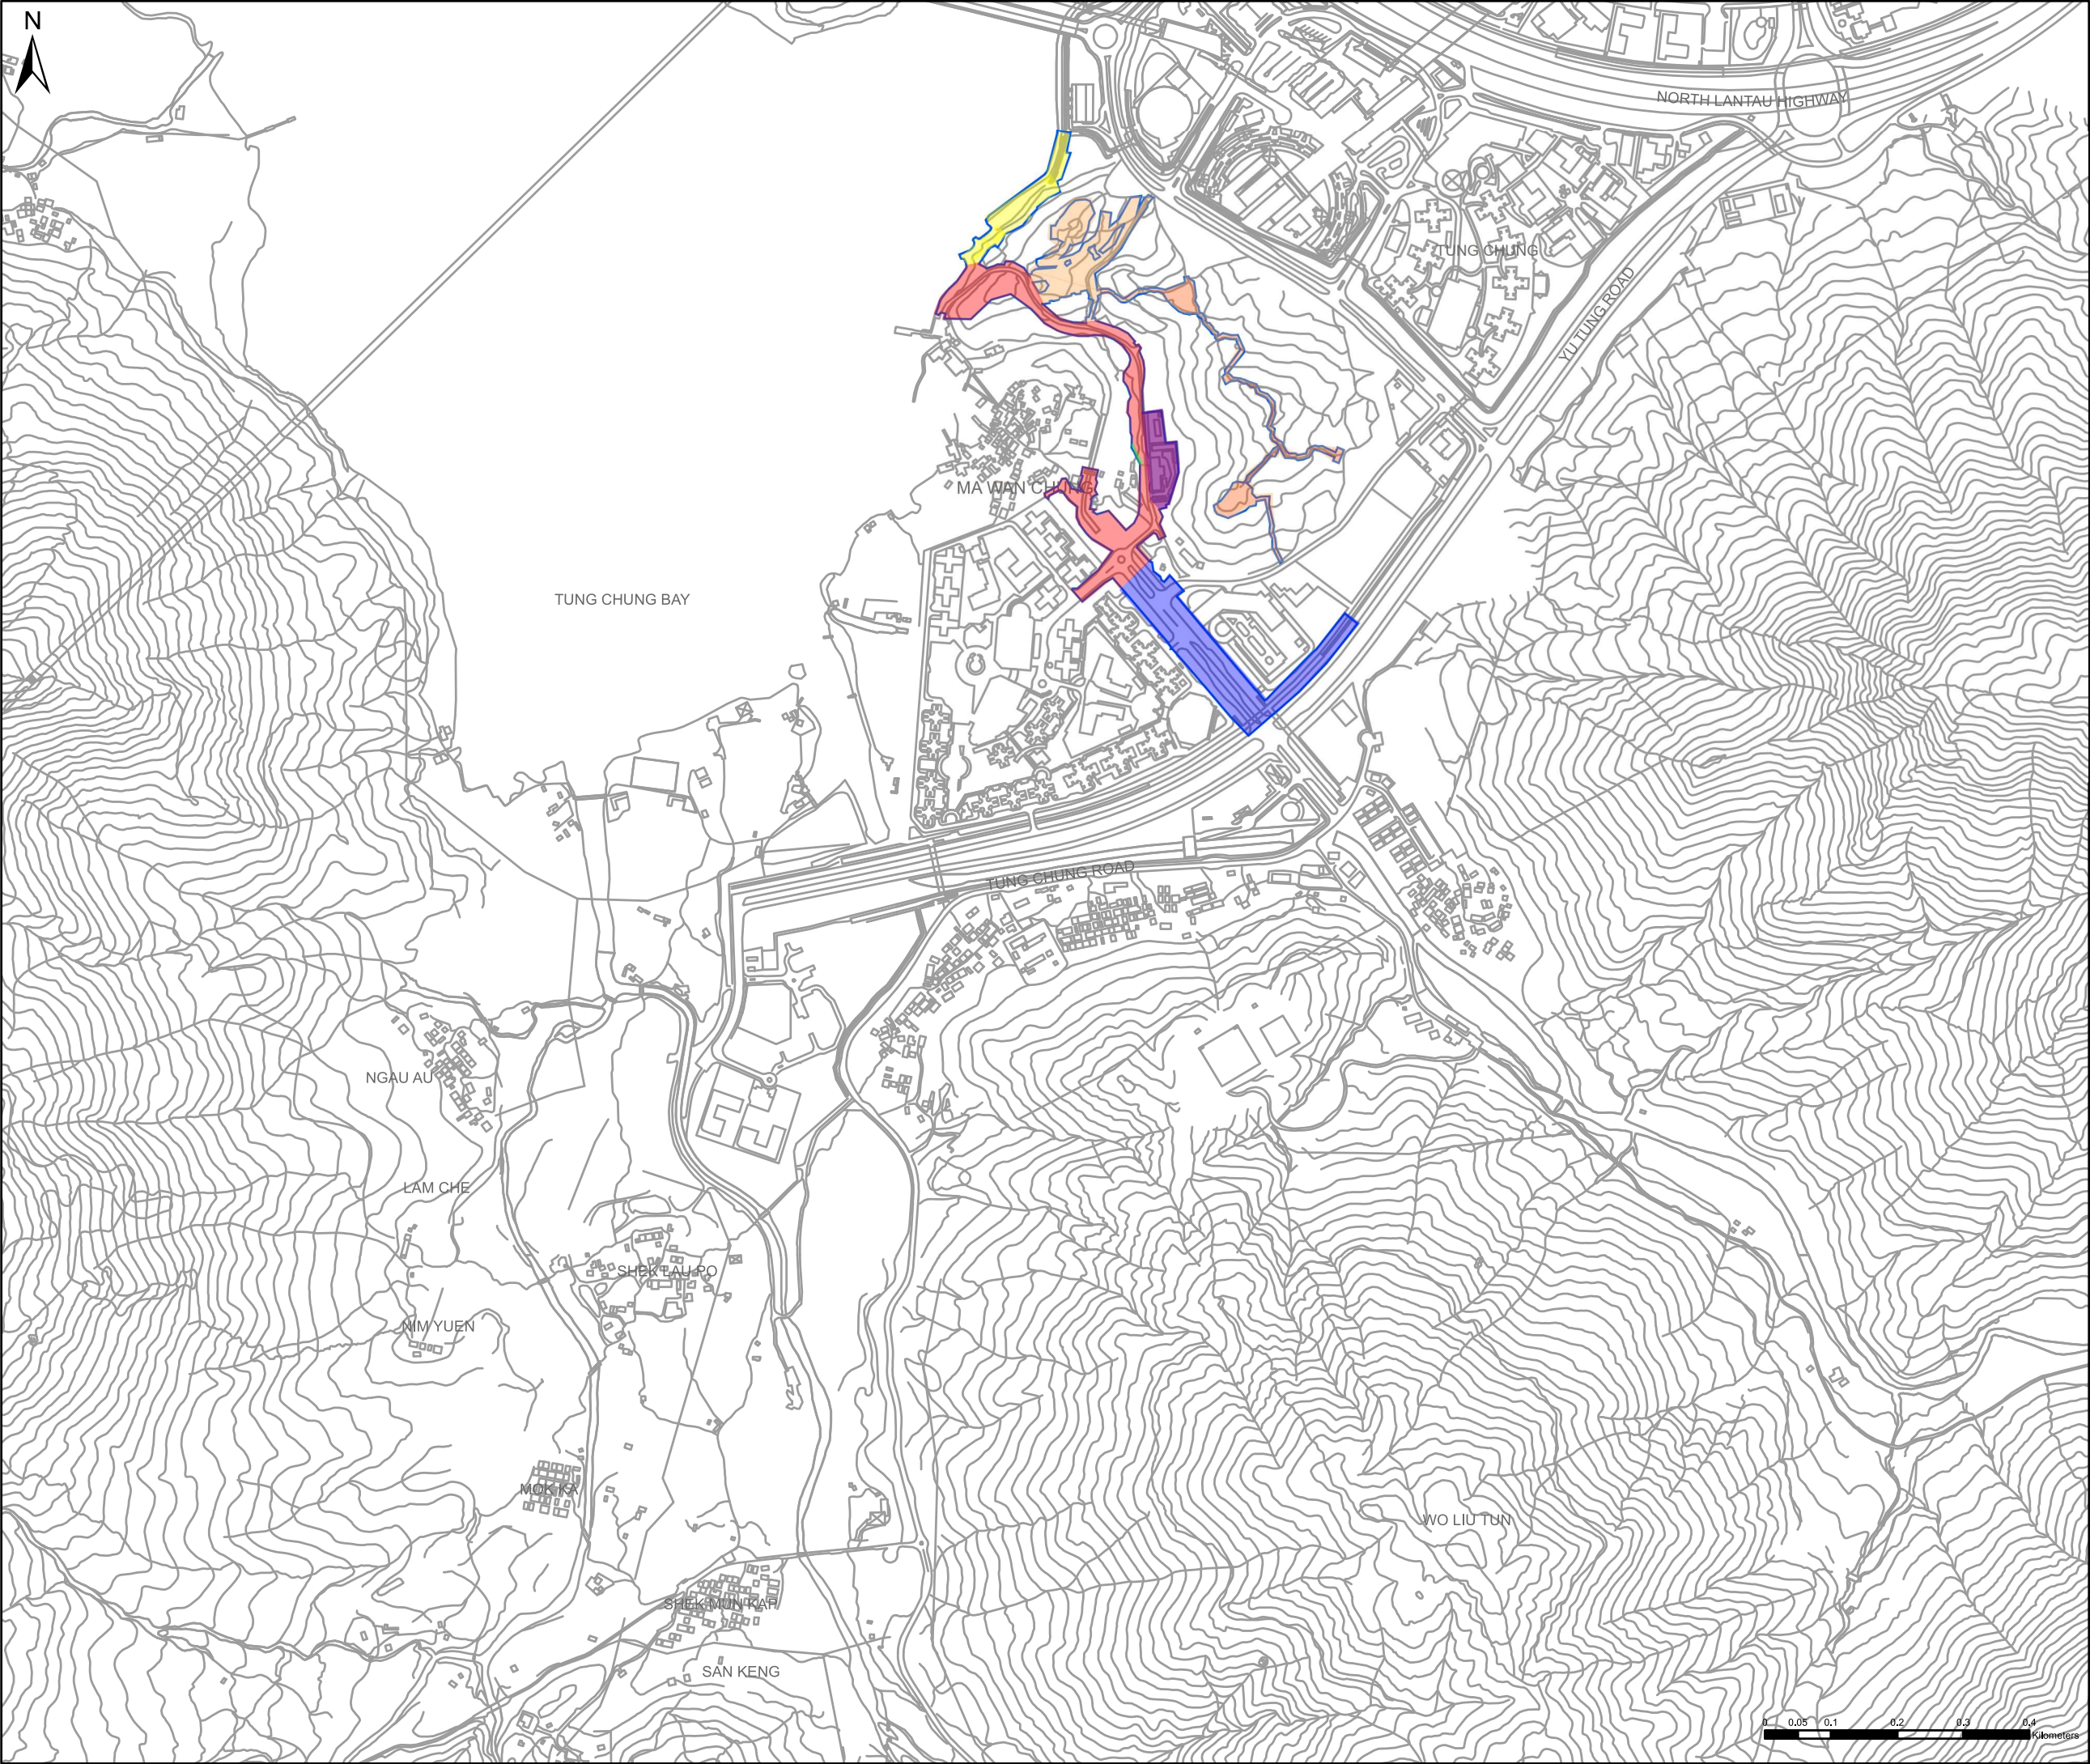 N
NORTH LANTAU HIGHWAY
TUNG CHUNG
YU TUNG ROAD
MA WAN CHUNG
TUNG CHUNG BAY
TUNG CHUNG ROAD
NGAU AU
LAM CHE
SHEK LAU PO
NIM YUEN
MOK KA
WO LIU TUN
SHEK MUN KAP
SAN KENG
0 0.05 0.1 0.2 0.3 0.4
Kilometers